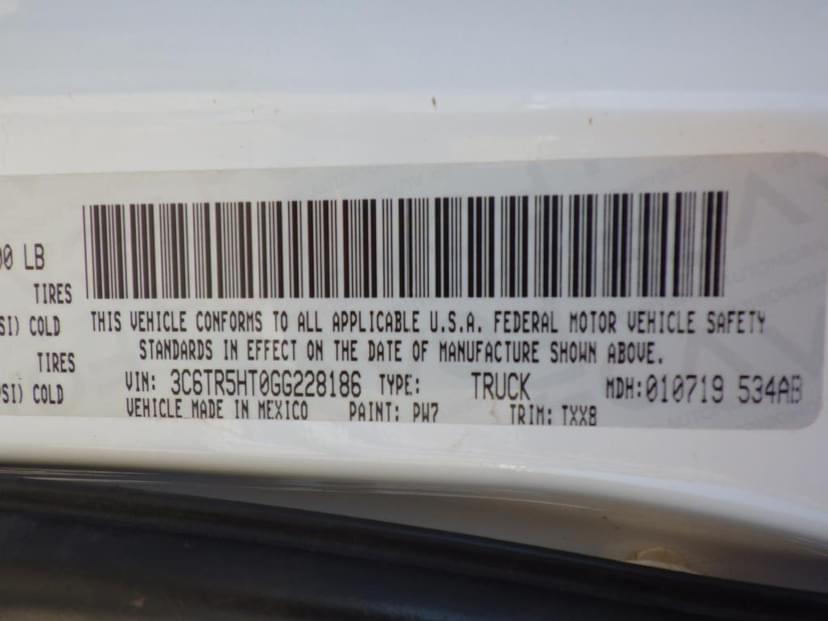 00 LB
TIRES
SI) COLD
TIRES
PSI) COLD
THIS VEHICLE CONFORMS TO ALL APPLICABLE U.S.A. FEDERAL MOTOR VEHICLE SAFETY
STANDARDS IN EFFECT ON THE DATE OF MANUFACTURE SHOWN ABOVE.
VIN: 3C6TR5HT0GG228186 TYPE: TRUCK MDH:010719 534AB
VEHICLE MADE IN MEXICO PAINT: PW7 TRIM: TXX8